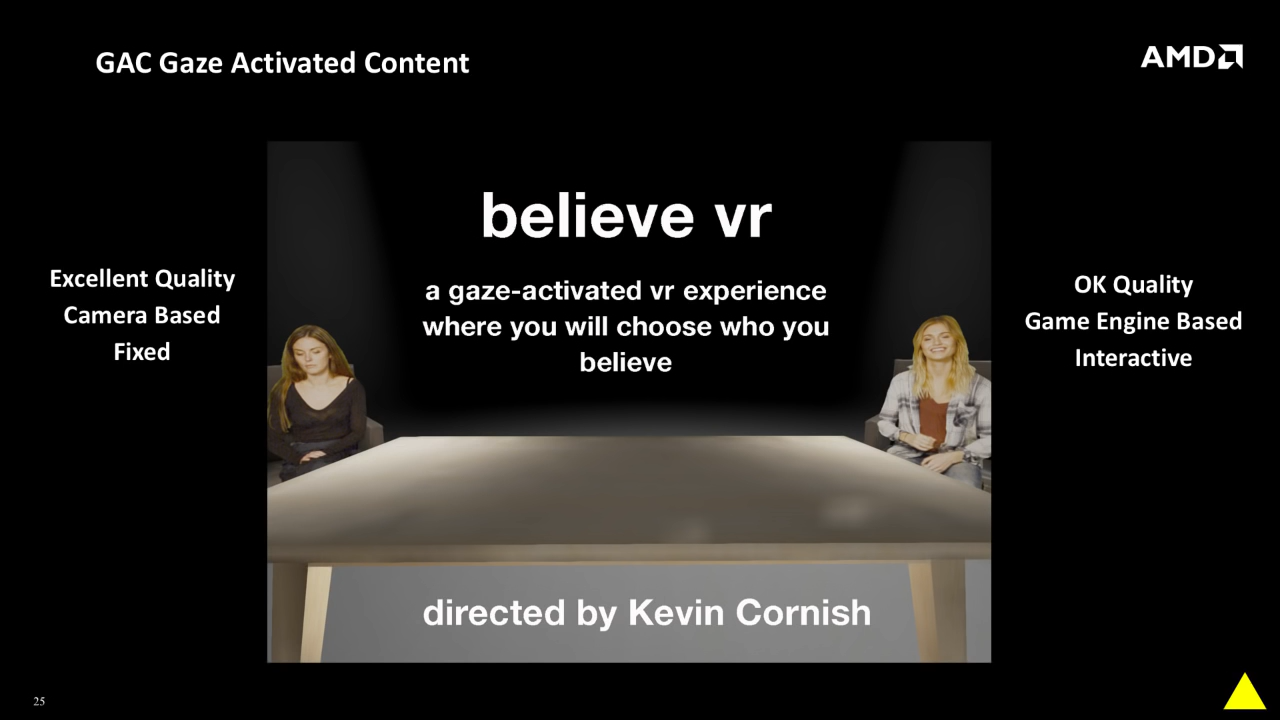 GAC Gaze Activated Content
AMD
believe vr
a gaze-activated vr experience
where you will choose who you
believe
Excellent Quality
Camera Based
Fixed
OK Quality
Game Engine Based
Interactive
directed by Kevin Cornish
25